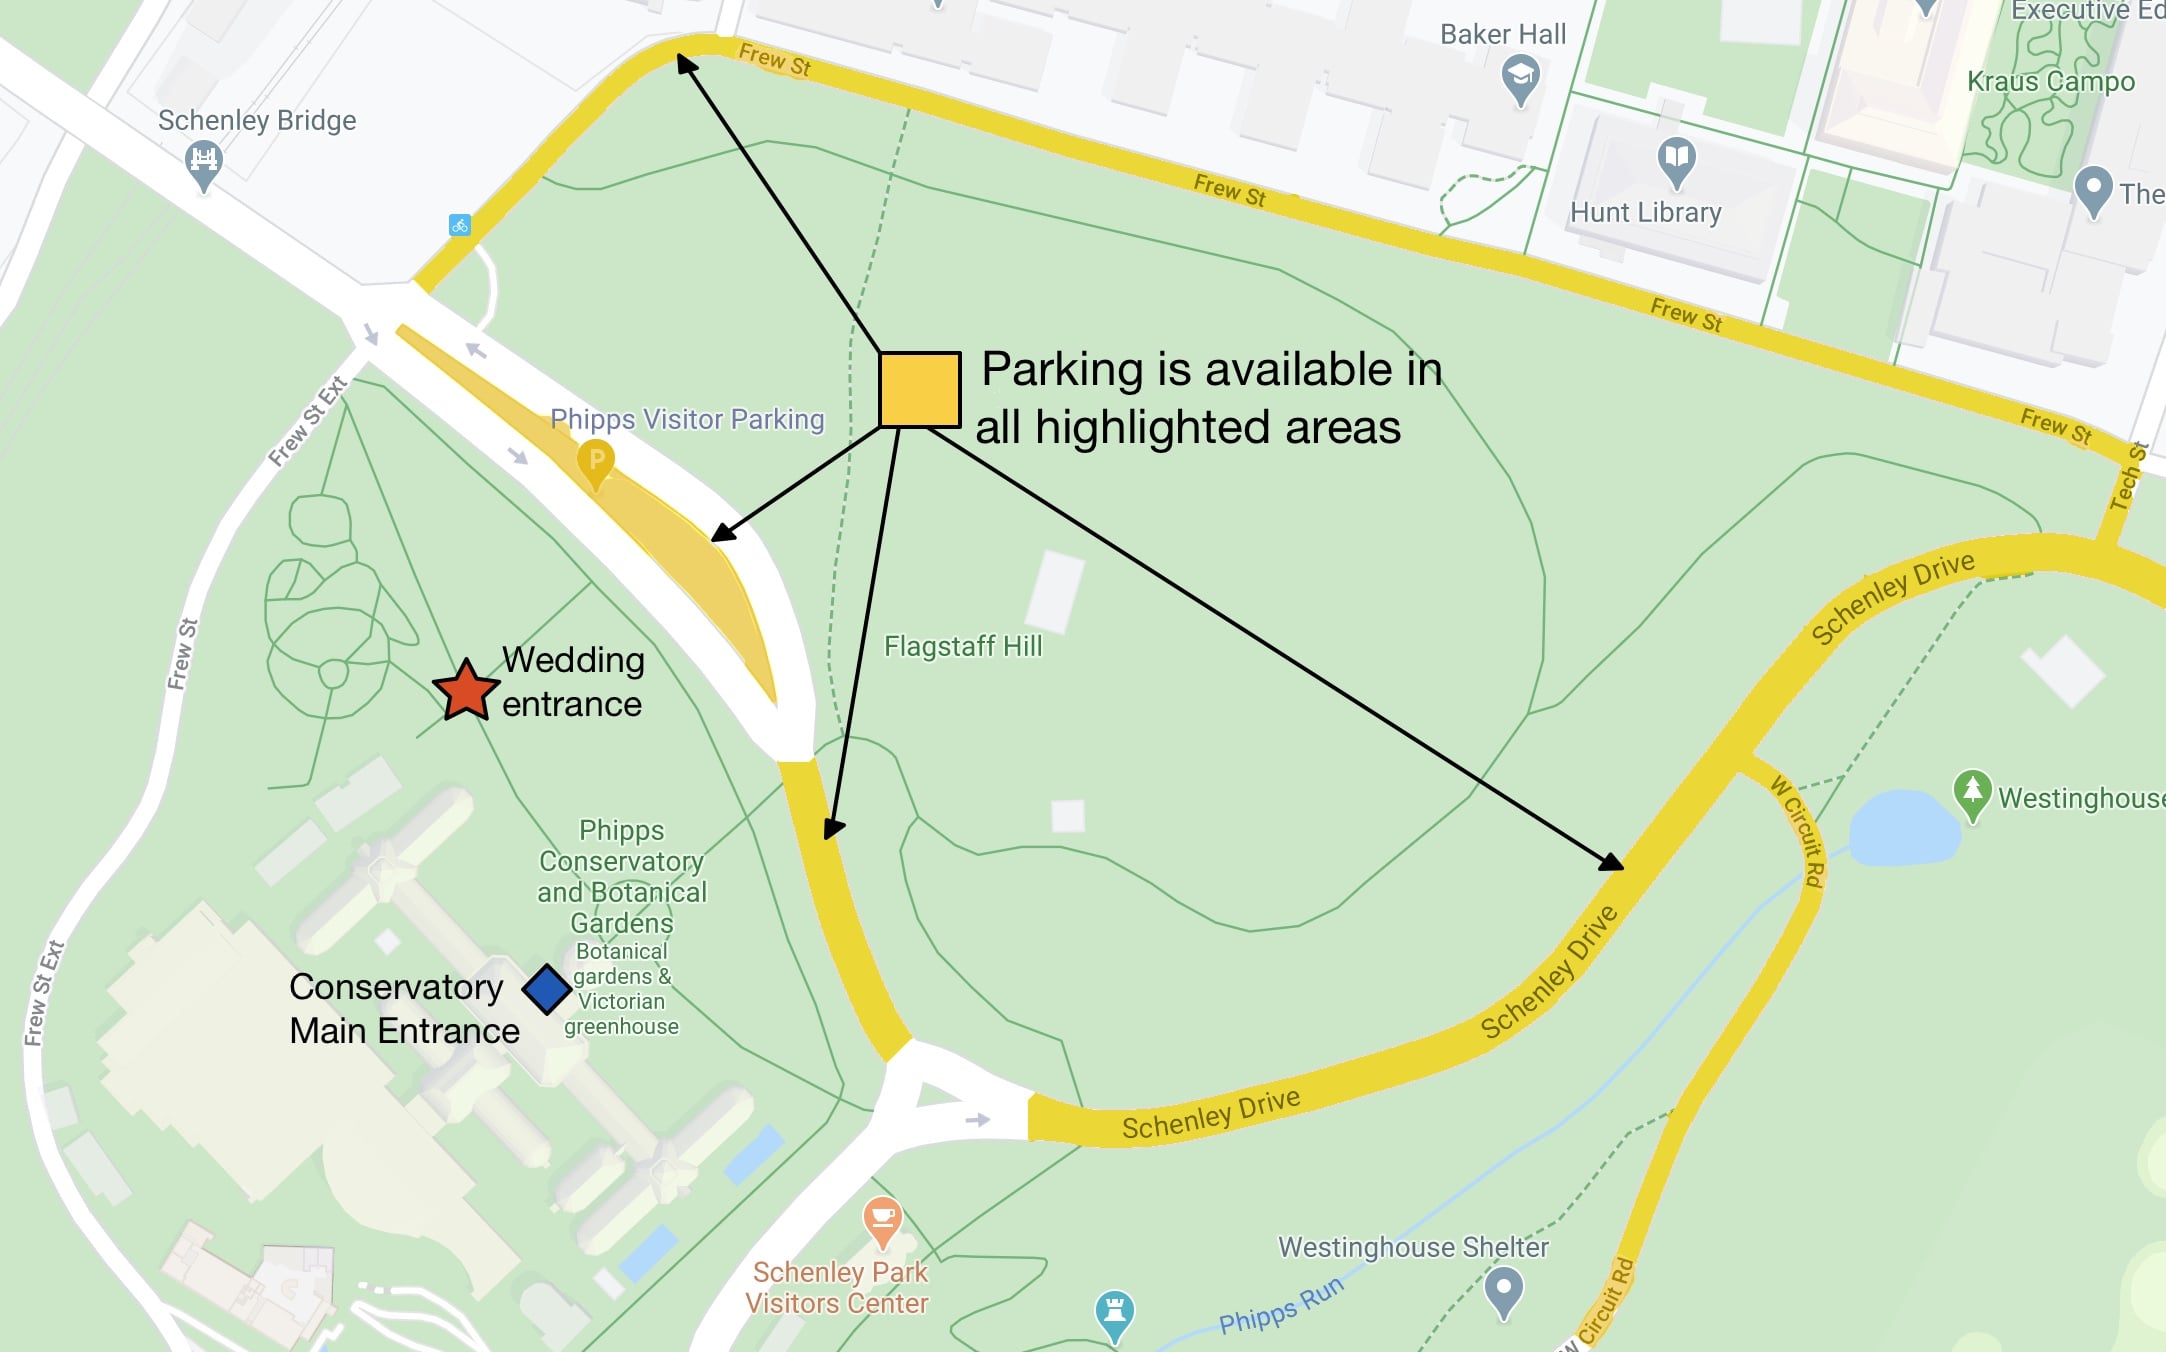 Executive Ed
Baker Hall
Frew St
Kraus Campo
Schenley Bridge
Frew St
The
Hunt Library
Frew St
Parking is available in
all highlighted areas
Phipps Visitor Parking
P
Frew St Ext
Frew St
Tech St
Schenley Drive
Flagstaff Hill
Frew St
Wedding
entrance
Westinghouse
W Circuit Rd
Phipps
Conservatory
and Botanical
Gardens
Botanical
gardens &
Victorian
greenhouse
Conservatory
Main Entrance
Frew St Ext
Schenley Drive
Schenley Drive
Westinghouse Shelter
Schenley Park
Visitors Center
Phipps Run
W Circuit Rd